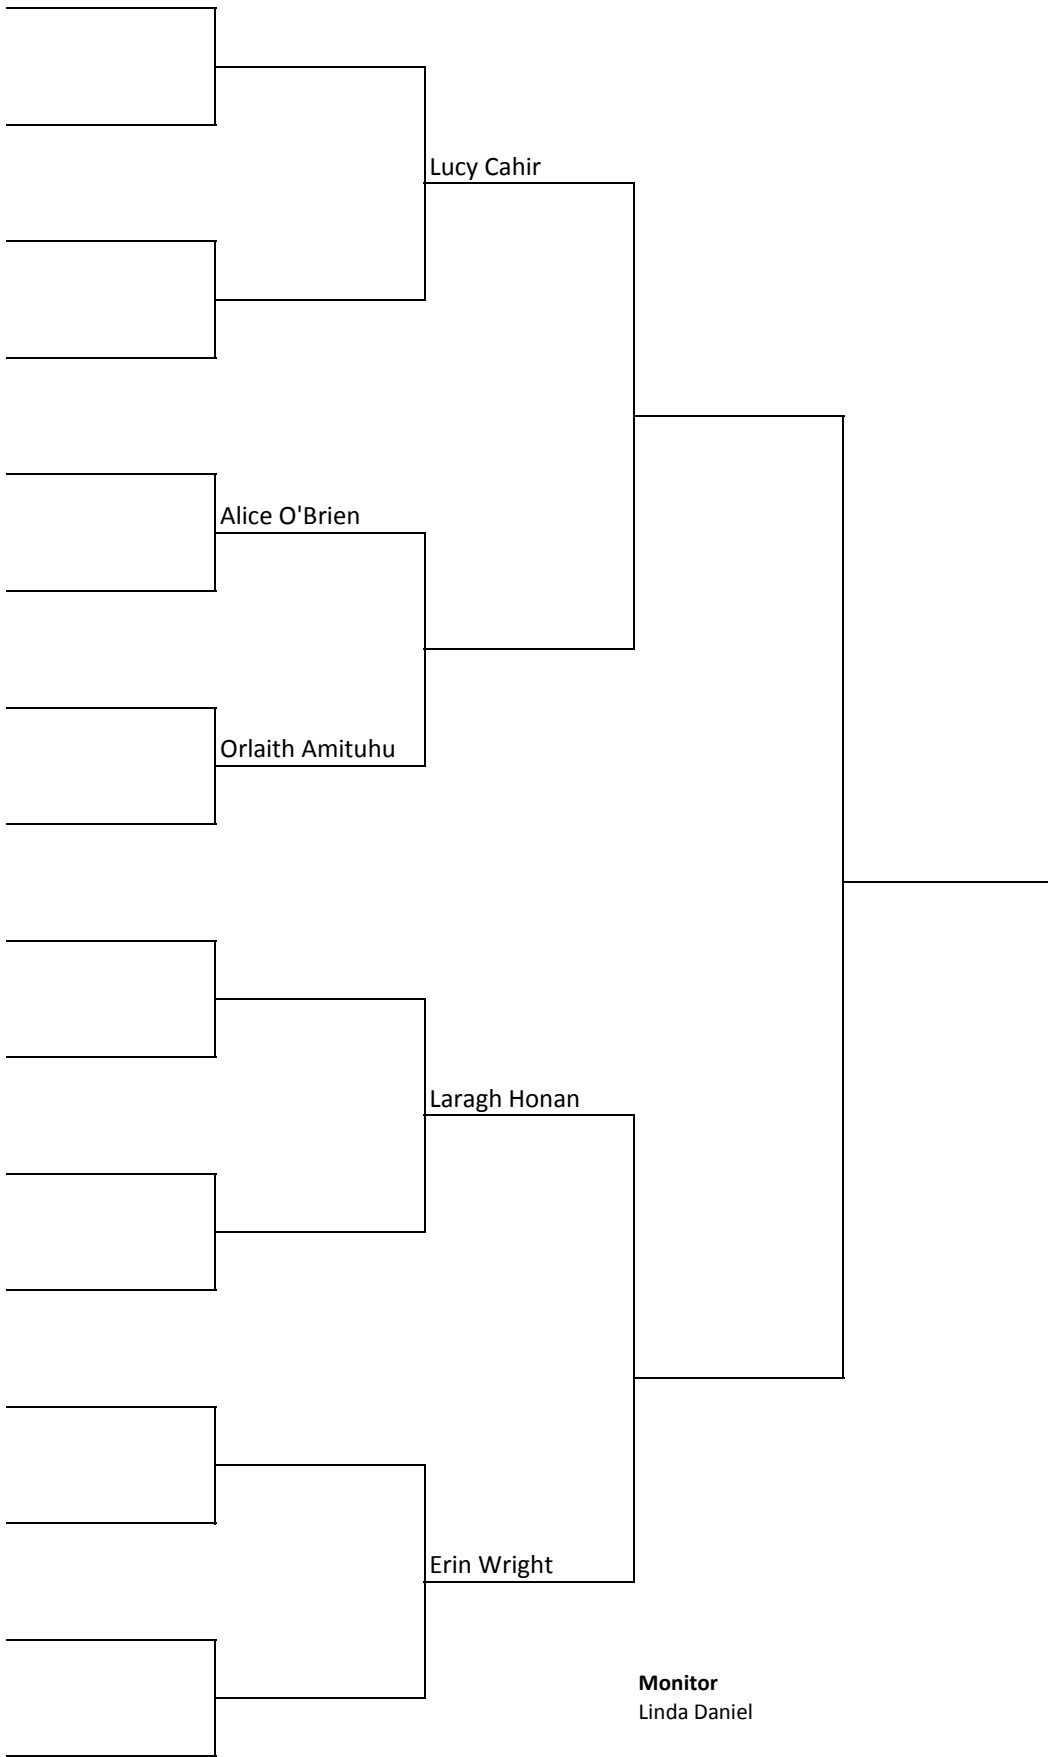 Lucy Cahir
Alice O'Brien
Orlaith Amituhu
Laragh Honan
Erin Wright
Monitor
Linda Daniel